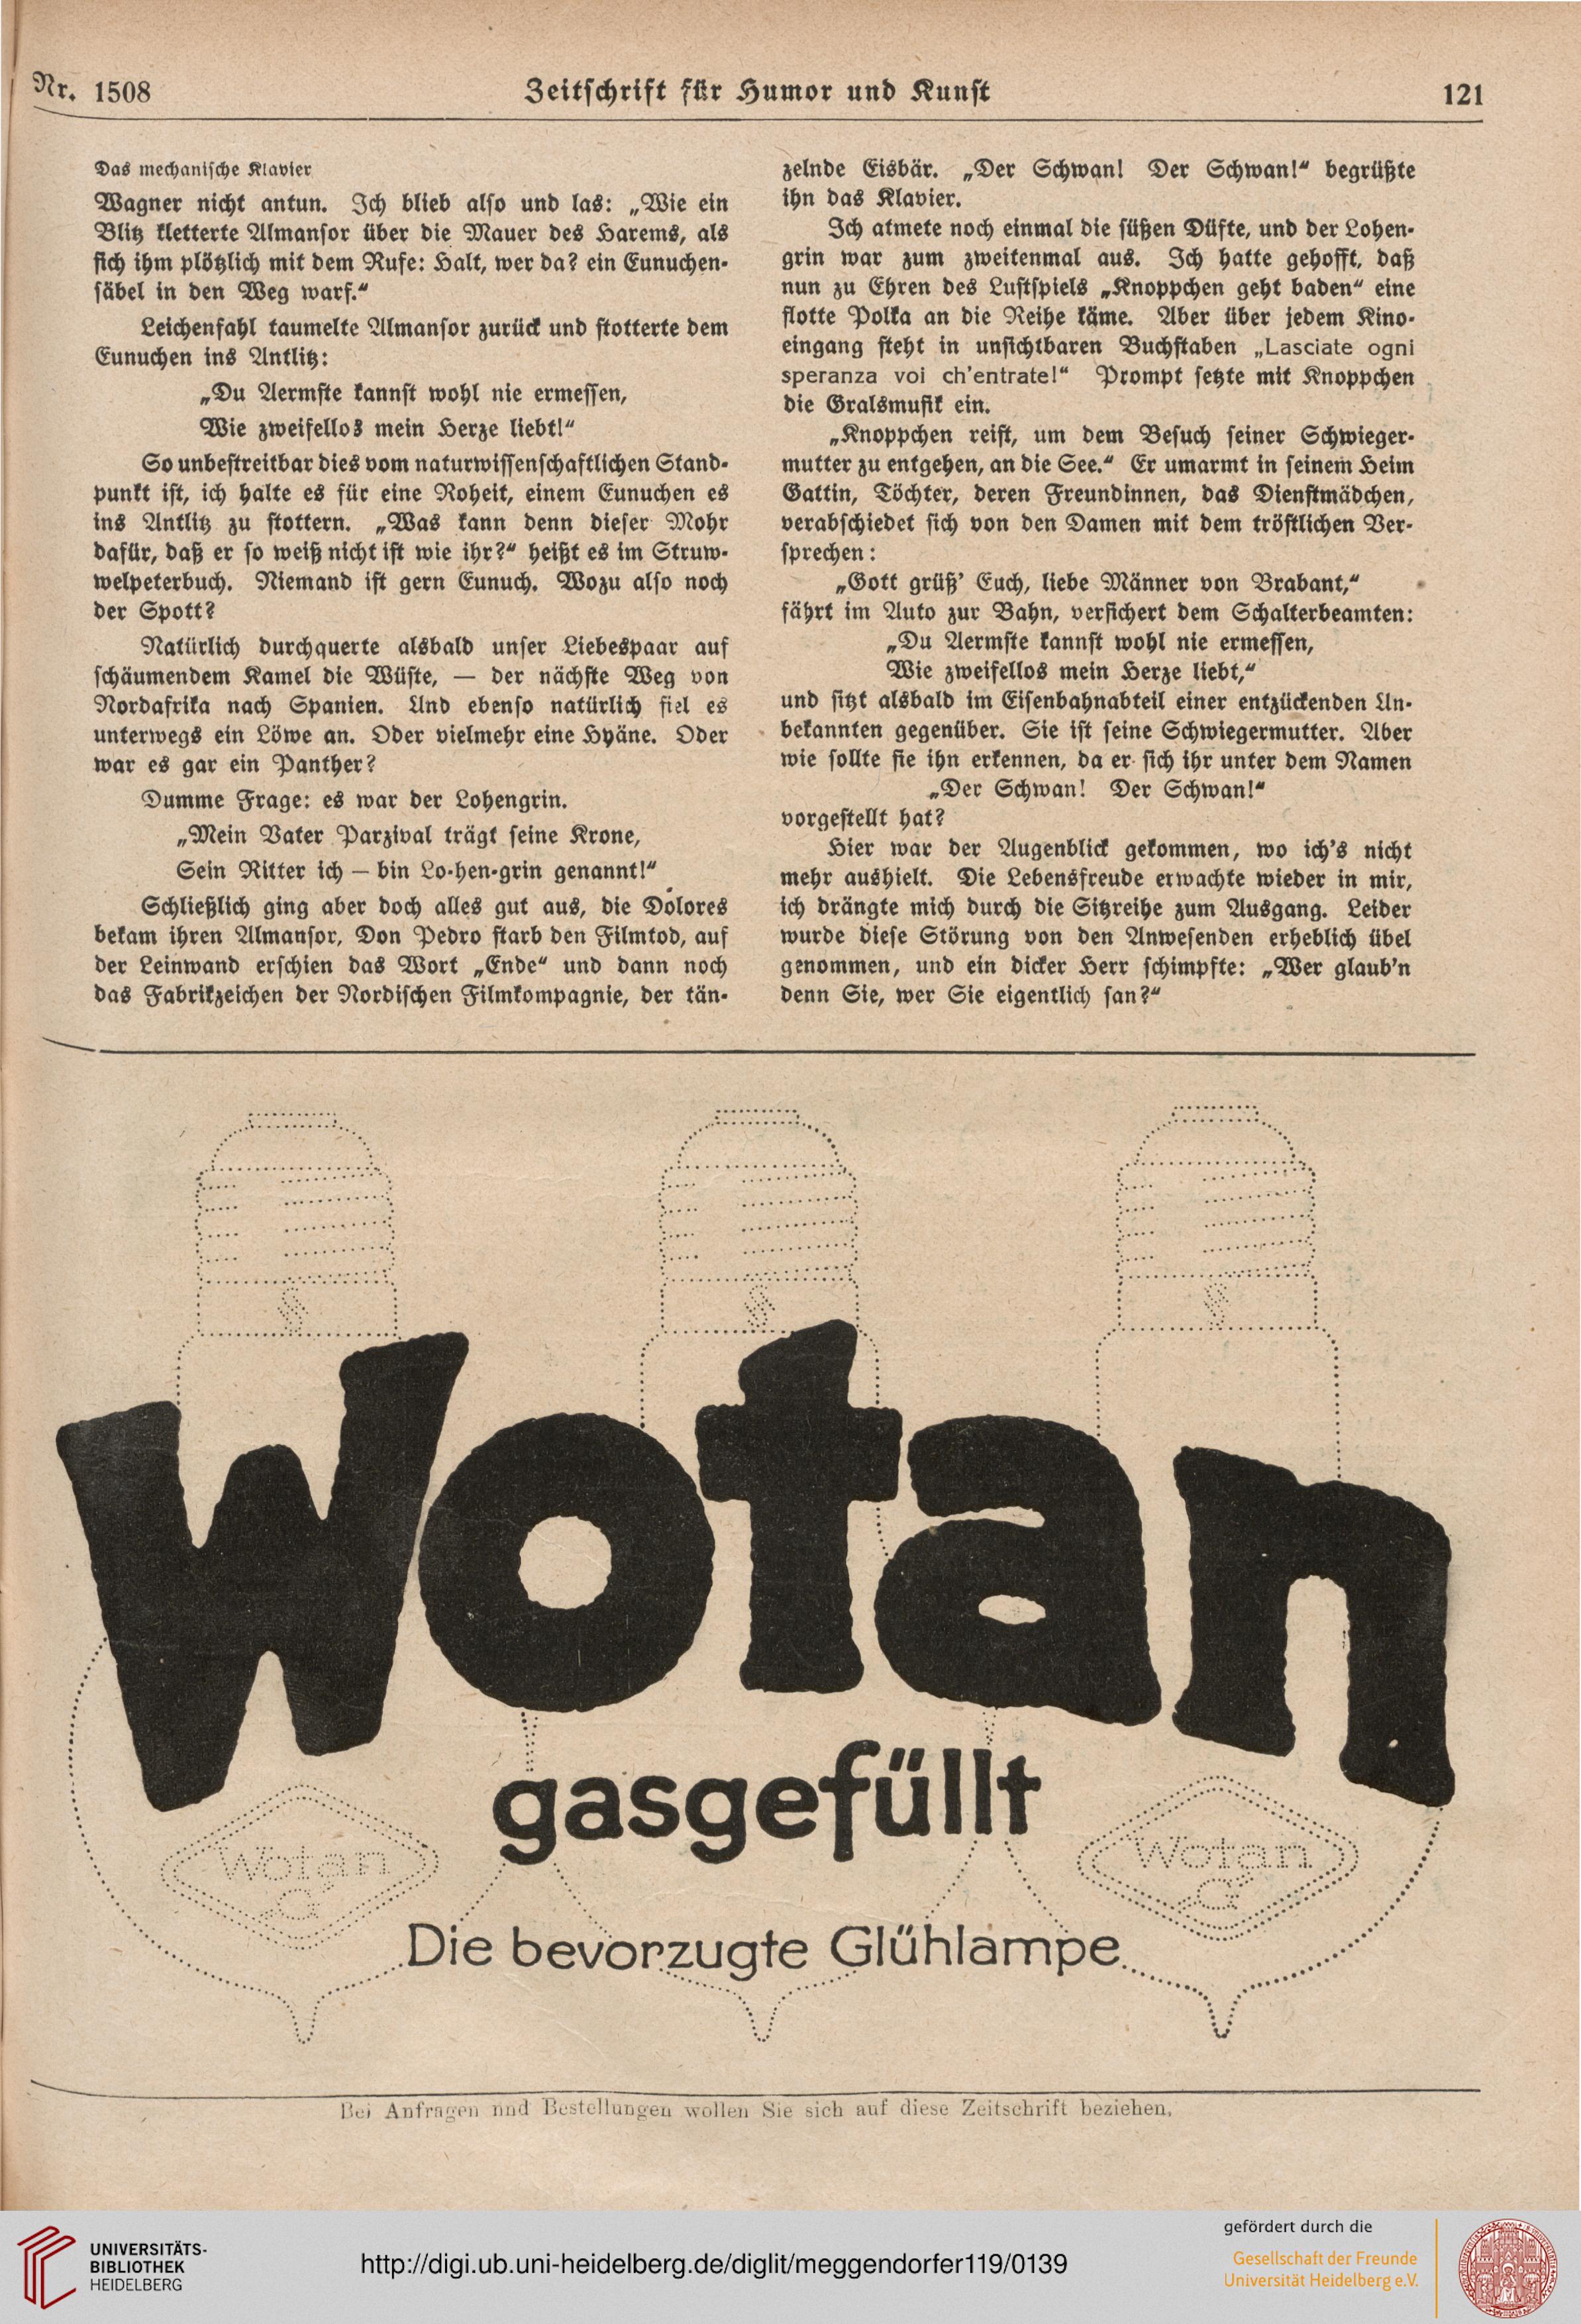 Nr. 1508
Zeitschrift für Humor und Kunst
121
Das mechanische Klavier
Wagner nicht antun. Ich blieb also und las: „Wie ein
Blitz kletterte Almansor über die Mauer des Harems, als
sich ihm plötzlich mit dem Rufe: Halt, wer da? ein Eunuchen-
säbel in den Weg warf.“
Leichenfahl taumelte Almansor zurück und stotterte dem
Eunuchen ins Antlitz:
„Du Aermste kannst wohl nie ermessen,
Wie zweifellos mein Herze liebt!“
So unbestreitbar dies vom naturwissenschaftlichen Stand-
punkt ist, ich halte es für eine Roheit, einem Eunuchen es
ins Antlitz zu stottern. „Was kann denn dieser Mohr
dafür, daß er so weiß nicht ist wie ihr?“ heißt es im Struw-
welpeterbuch. Niemand ist gern Eunuch. Wozu also noch
der Spott?
Natürlich durchquerte alsbald unser Liebespaar auf
schäumendem Kamel die Wüste, — der nächste Weg von
Nordafrika nach Spanien. Und ebenso natürlich fiel es
unterwegs ein Löwe an. Oder vielmehr eine Hyäne. Oder
war es gar ein Panther?
Dumme Frage: es war der Lohengrin.
„Mein Vater Parzival trägt seine Krone,
Sein Ritter ich — bin Lo-hen-grin genannt!“
Schließlich ging aber doch alles gut aus, die Dolores
bekam ihren Almansor, Don Pedro starb den Filmtod, auf
der Leinwand erschien das Wort „Ende“ und dann noch
das Fabrikzeichen der Nordischen Filmkompagnie, der tän-
zelnde Eisbär. „Der Schwan! Der Schwan!“ begrüßte
ihn das Klavier.
Ich atmete noch einmal die süßen Düfte, und der Lohen-
grin war zum zweitenmal aus. Ich hatte gehofft, daß
nun zu Ehren des Lustspiels „Knoppchen geht baden“ eine
flotte Polka an die Reihe käme. Aber über jedem Kino-
eingang steht in unsichtbaren Buchstaben „Lasciate ogni
speranza voi ch'entrate!“ Prompt setzte mit Knoppchen
die Gralsmusik ein.
„Knoppchen reist, um dem Besuch seiner Schwieger-
mutter zu entgehen, an die See.“ Er umarmt in seinem Heim
Gattin, Töchter, deren Freundinnen, das Dienstmädchen,
verabschiedet sich von den Damen mit dem tröstlichen Ver-
sprechen:
„Gott grüß' Euch, liebe Männer von Brabant,“
fährt im Auto zur Bahn, versichert dem Schalterbeamten:
„Du Aermste kannst wohl nie ermessen,
Wie zweifellos mein Herze liebt,“
und sitzt alsbald im Eisenbahnabteil einer entzückenden Un-
bekannten gegenüber. Sie ist seine Schwiegermutter. Aber
wie sollte sie ihn erkennen, da er sich ihr unter dem Namen
„Der Schwan! Der Schwan!“
vorgestellt hat?
Hier war der Augenblick gekommen, wo ich's nicht
mehr aushielt. Die Lebensfreude erwachte wieder in mir,
ich drängte mich durch die Sitzreihe zum Ausgang. Leider
wurde diese Störung von den Anwesenden erheblich übel
genommen, und ein dicker Herr schimpfte: „Wer glaub'n
denn Sie, wer Sie eigentlich san?“
Wotan
gasgefüllt
Wotan
G
Wotan
G
Die bevorzugte Glühlampe
Bei Anfragen und Bestellungen wollen Sie sich auf diese Zeitschrift beziehen.
UNIVERSITÄTS-
BIBLIOTHEK
HEIDELBERG
http://digi.ub.uni-heidelberg.de/diglit/meggendorfer119/0139
gefördert durch die
Gesellschaft der Freunde
Universität Heidelberg e.V.